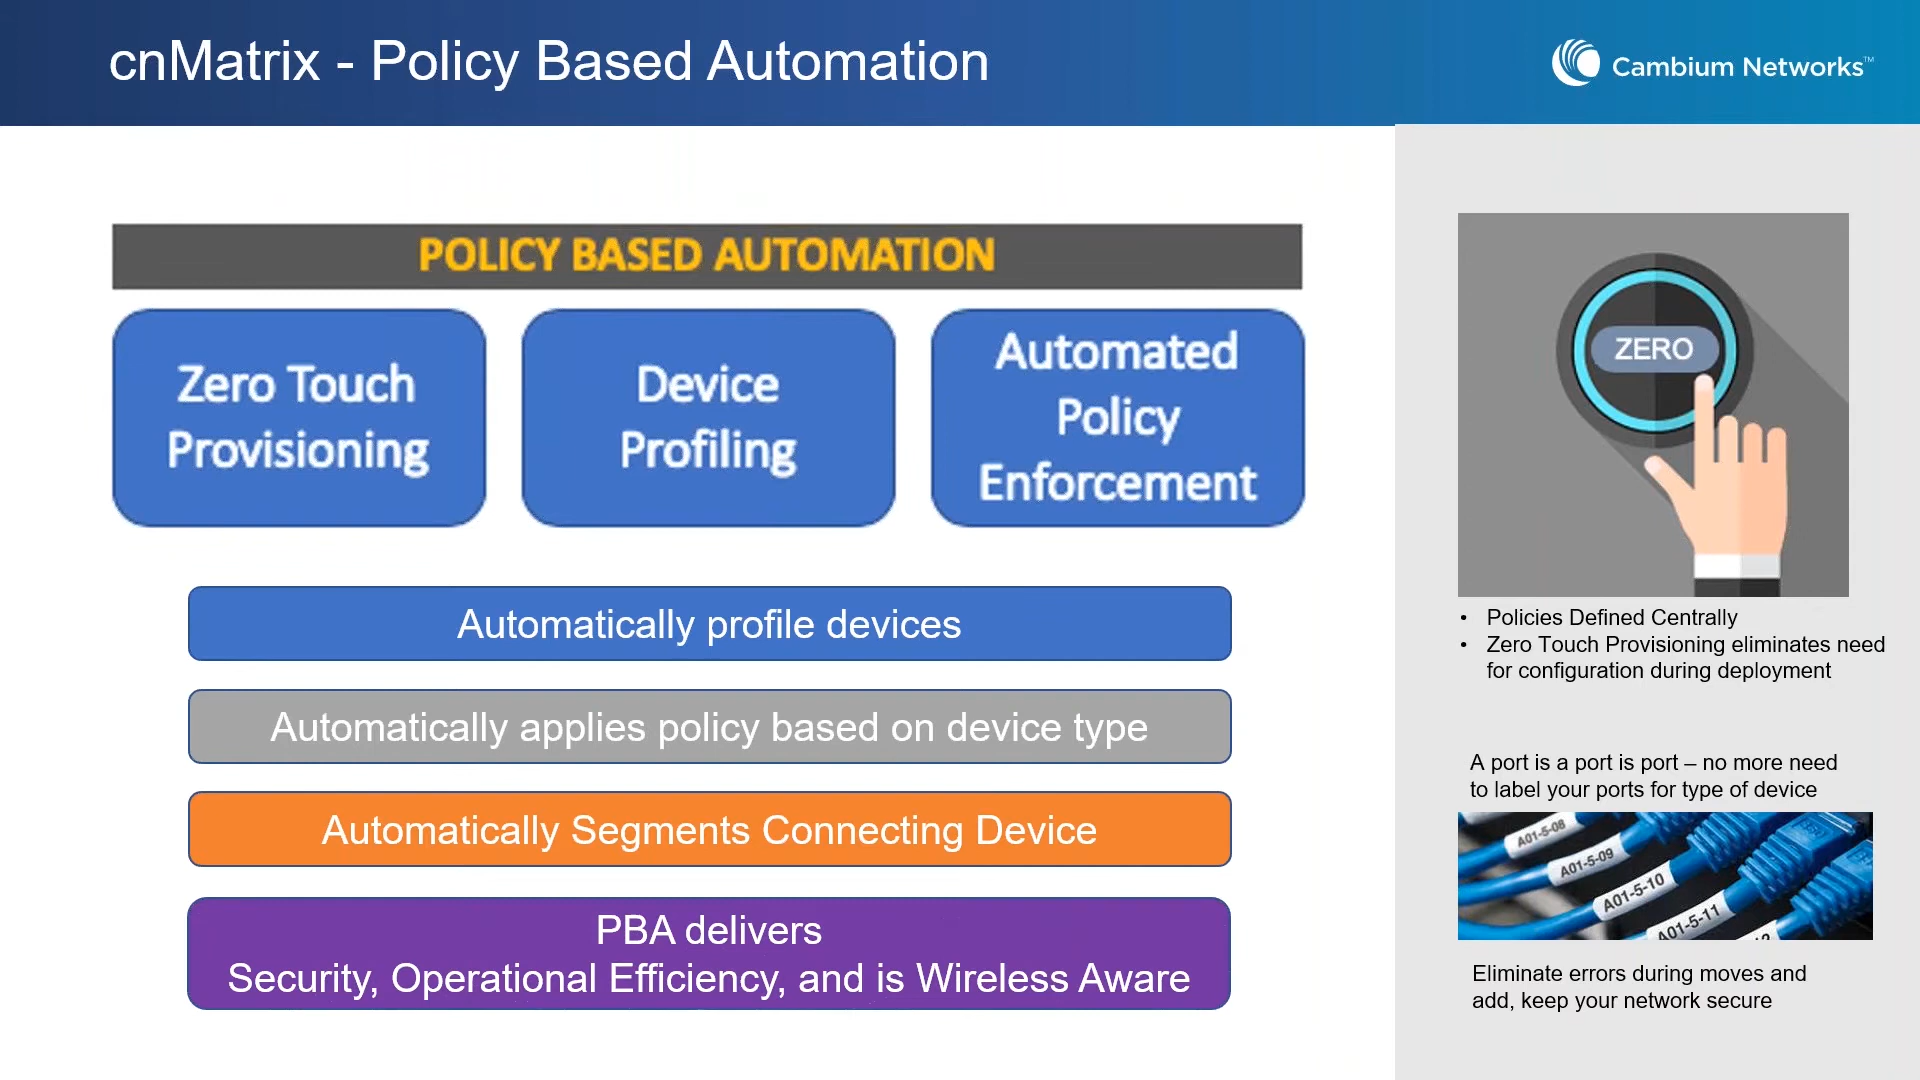 cnMatrix - Policy Based Automation
Cambium Networks™
POLICY BASED AUTOMATION
Zero Touch
Provisioning
Device
Profiling
Automated
Policy
Enforcement
Automatically profile devices
Automatically applies policy based on device type
Automatically Segments Connecting Device
PBA delivers
Security, Operational Efficiency, and is Wireless Aware
ZERO
• Policies Defined Centrally
• Zero Touch Provisioning eliminates need
for configuration during deployment
A port is a port is port – no more need
to label your ports for type of device
A01-5-08
A01-5-09
A01-5-10
A01-5-11
Eliminate errors during moves and
add, keep your network secure